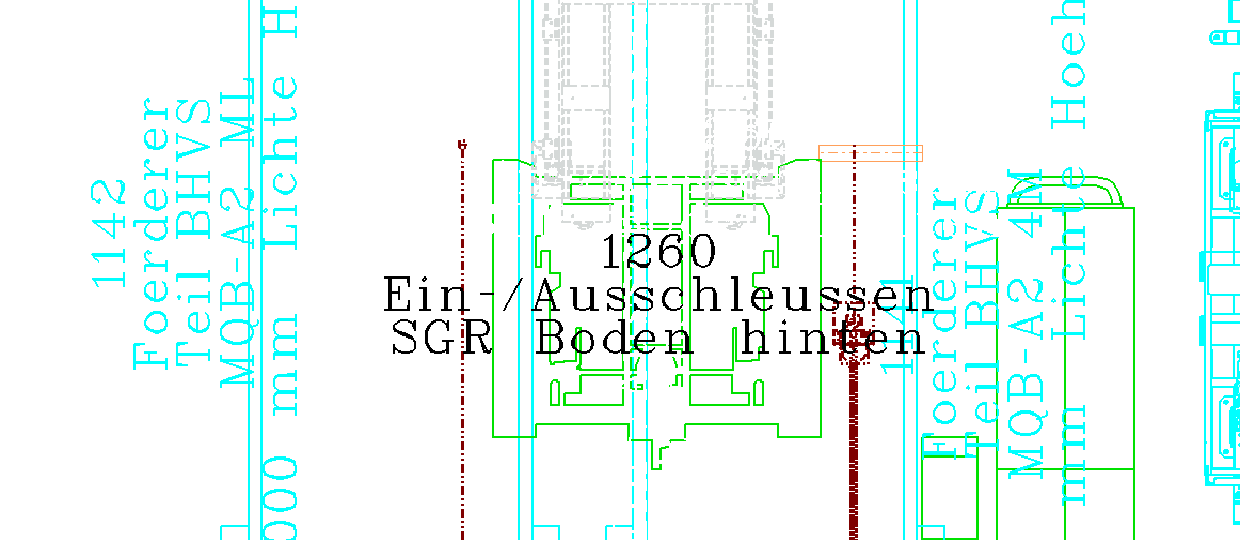 1142
Foerderer
Teil BHVS
MQB-A2 ML
000 mm Lichte H
1260
Ein-/Ausschleussen
SGR Boden hinten
Foerderer
Teil BHVS
MQB-A2 4M
mm Lichte Hoeh